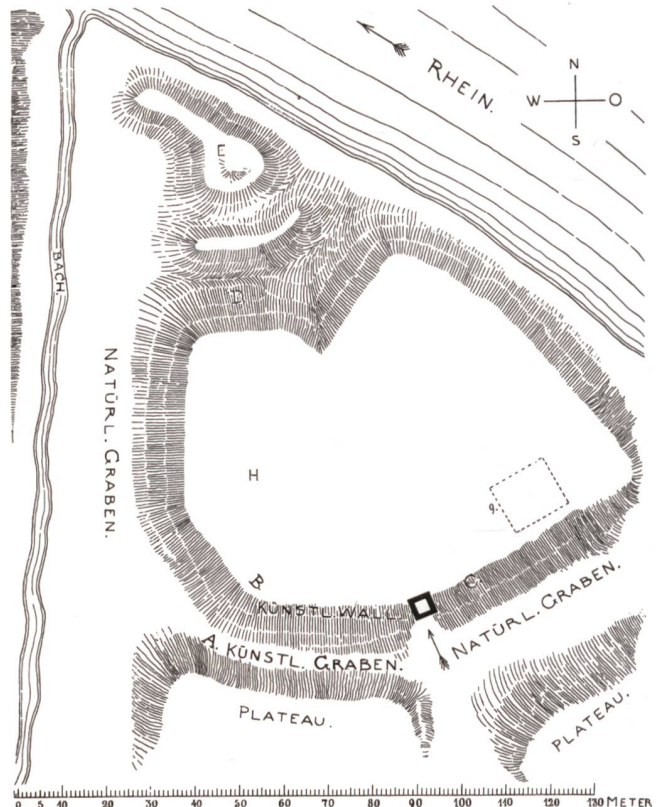 RHEIN.
N
W O
S
E
BACH.
D
NATÜRL. GRABEN.
H
g.
B
C
KÜNSTL. WALL
NATÜRL. GRABEN.
A. KÜNSTL. GRABEN.
PLATEAU.
PLATEAU.
0 5 10 20 30 40 50 60 70 80 90 100 110 120 130 METER